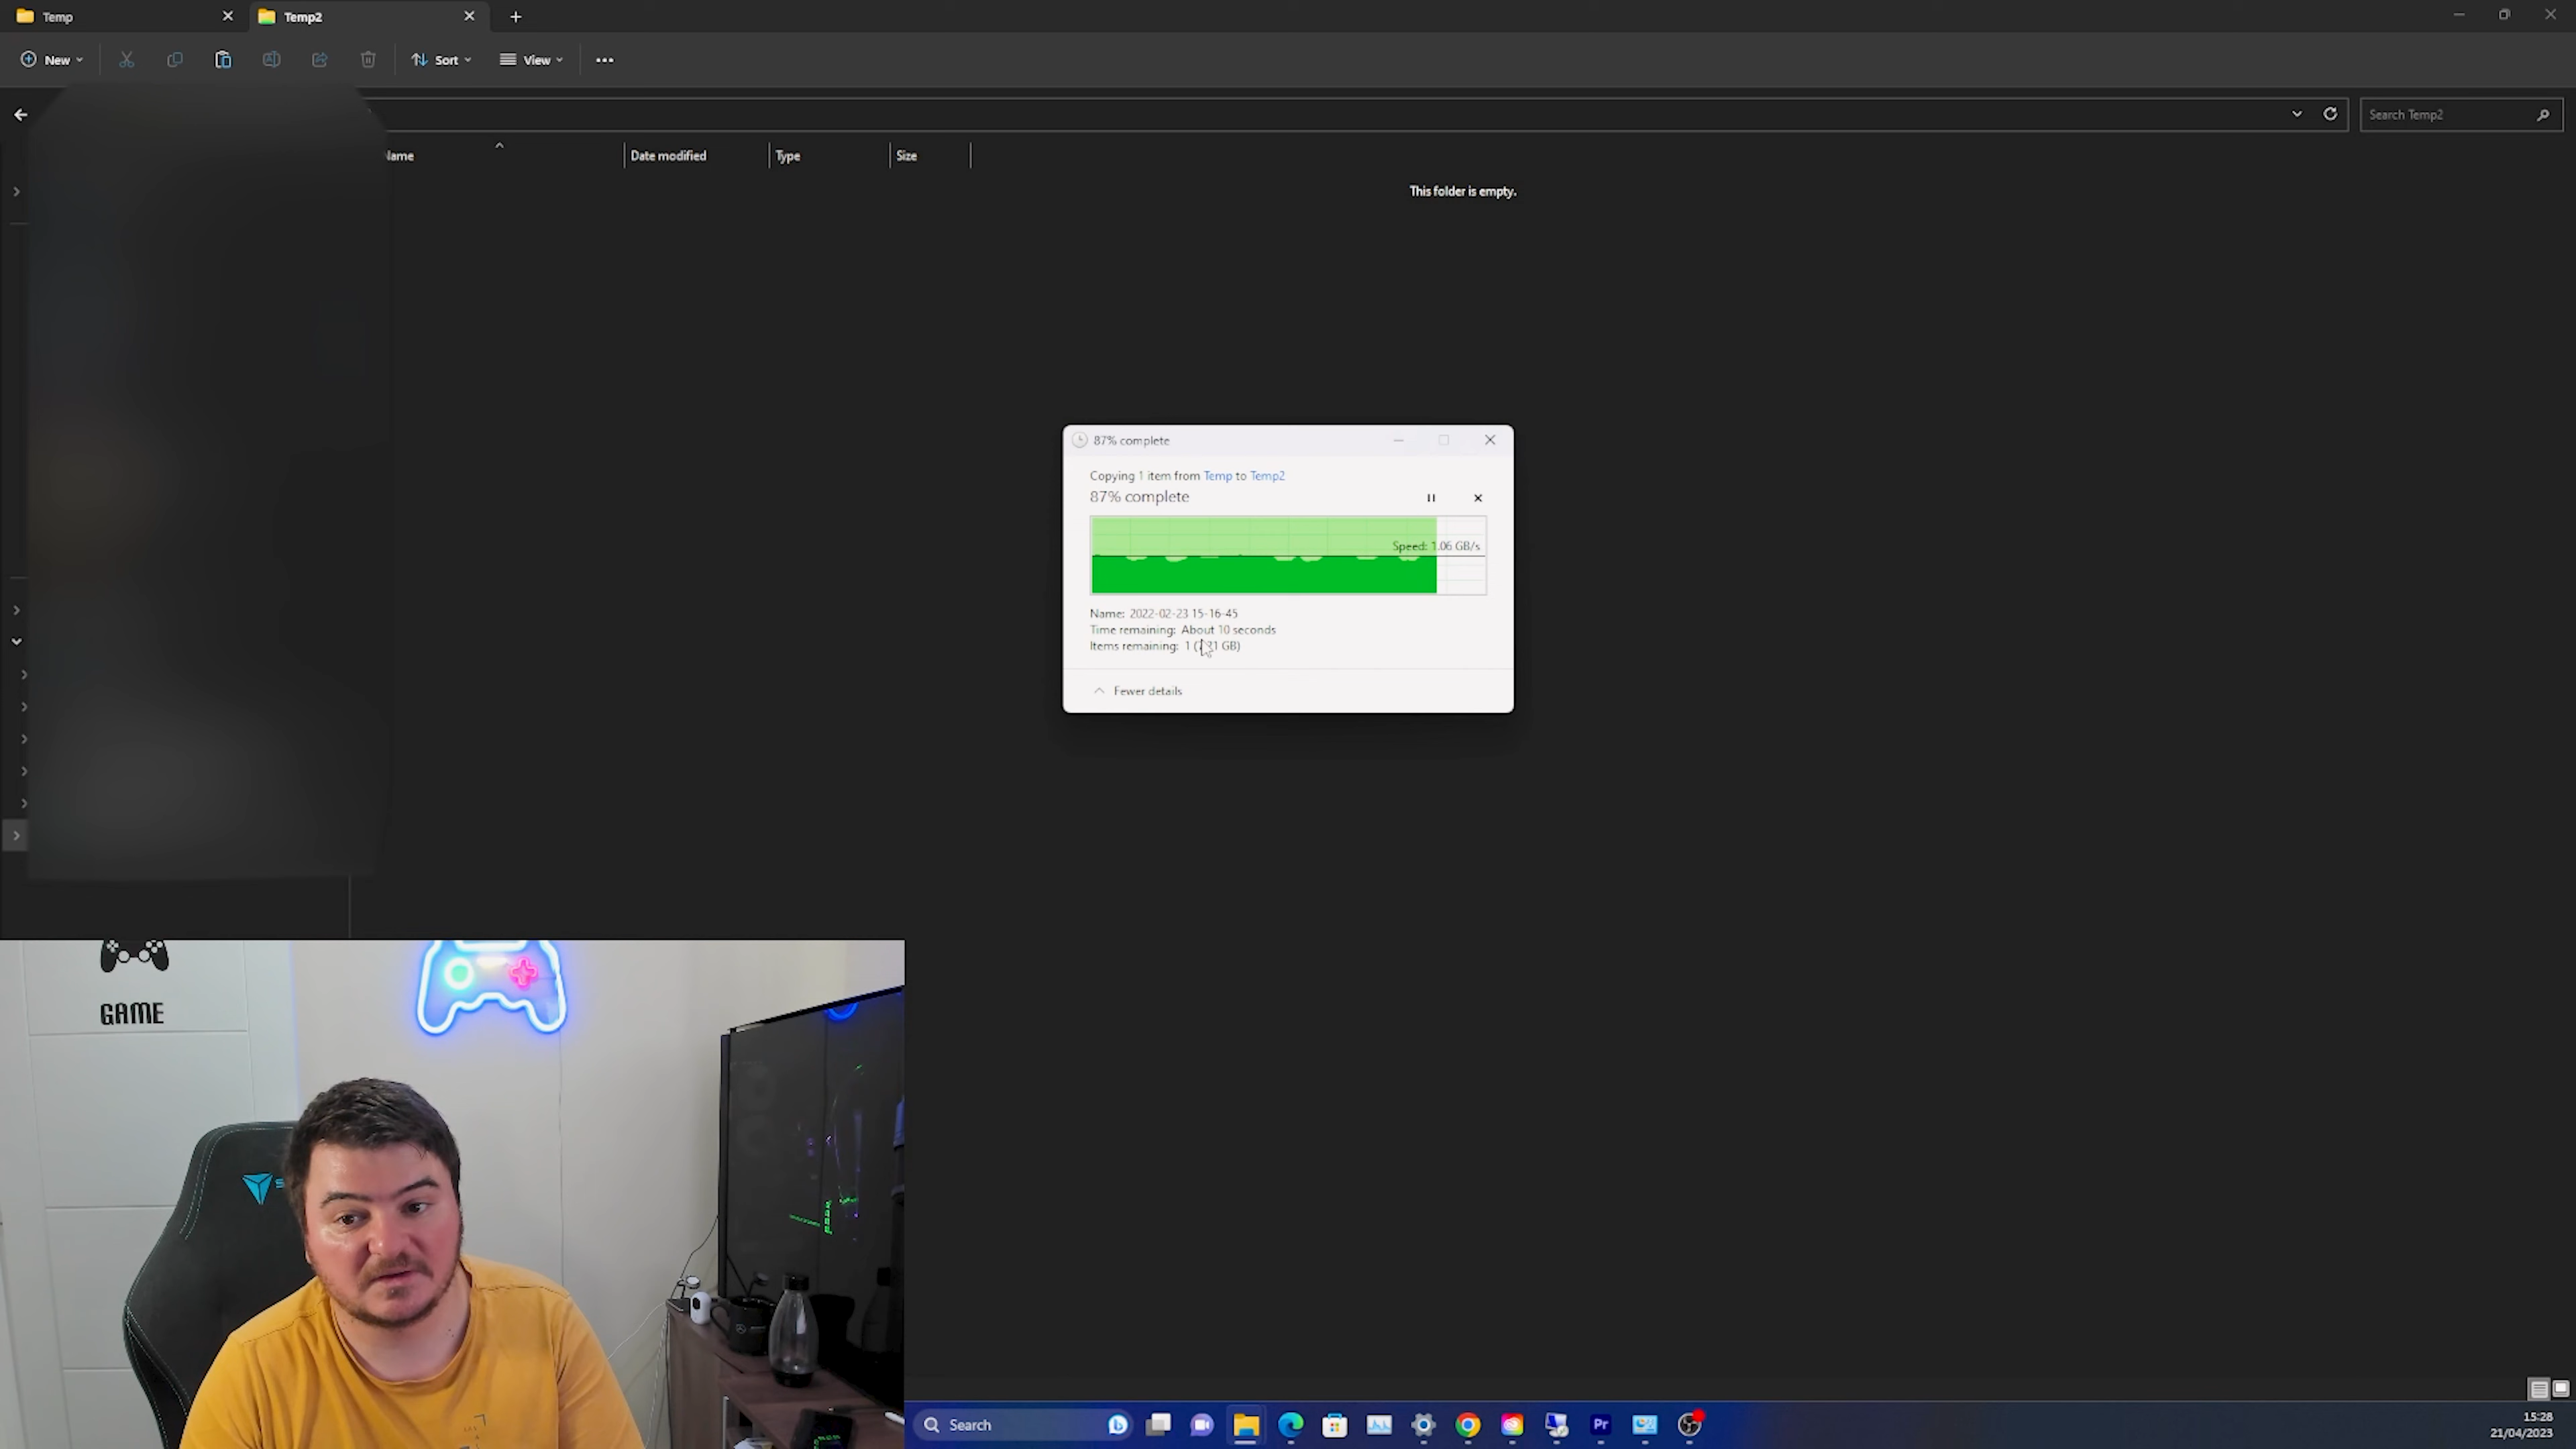 Temp
Temp2
New
Sort
View
Search Temp2
Name
Date modified
Type
Size
This folder is empty.
87% complete
Copying 1 item from Temp to Temp2
87% complete
Speed: 1.06 GB/s
Name: 2022-02-23 15-16-45
Time remaining: About 10 seconds
Items remaining: 1 GB)
Fewer details
GAME
Search
Pr
15:28
21/04/2023